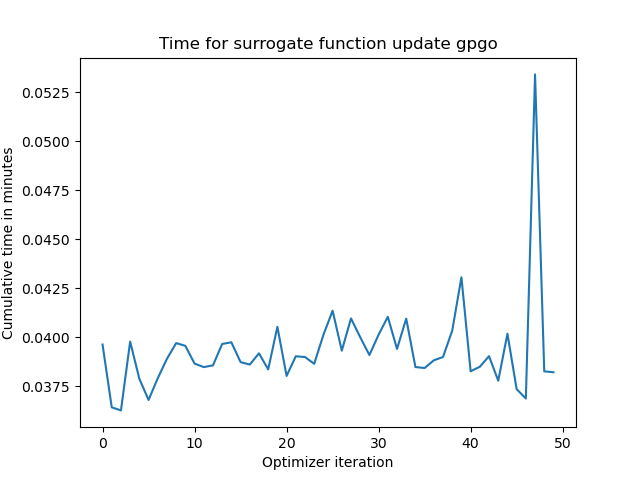 Time for surrogate function update gpgo
Cumulative time in minutes
0.0525
0.0500
0.0475
0.0450
0.0425
0.0400
0.0375
0 10 20 30 40 50
Optimizer iteration